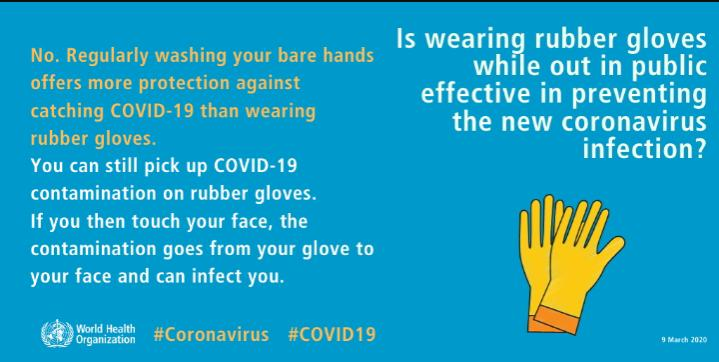 Is wearing rubber gloves
while out in public
effective in preventing
the new coronavirus
infection?
No. Regularly washing your bare hands
offers more protection against
catching COVID-19 than wearing
rubber gloves.
You can still pick up COVID-19
contamination on rubber gloves.
If you then touch your face, the
contamination goes from your glove to
your face and can infect you.
World Health
Organization
#Coronavirus #COVID19
9 March 2020